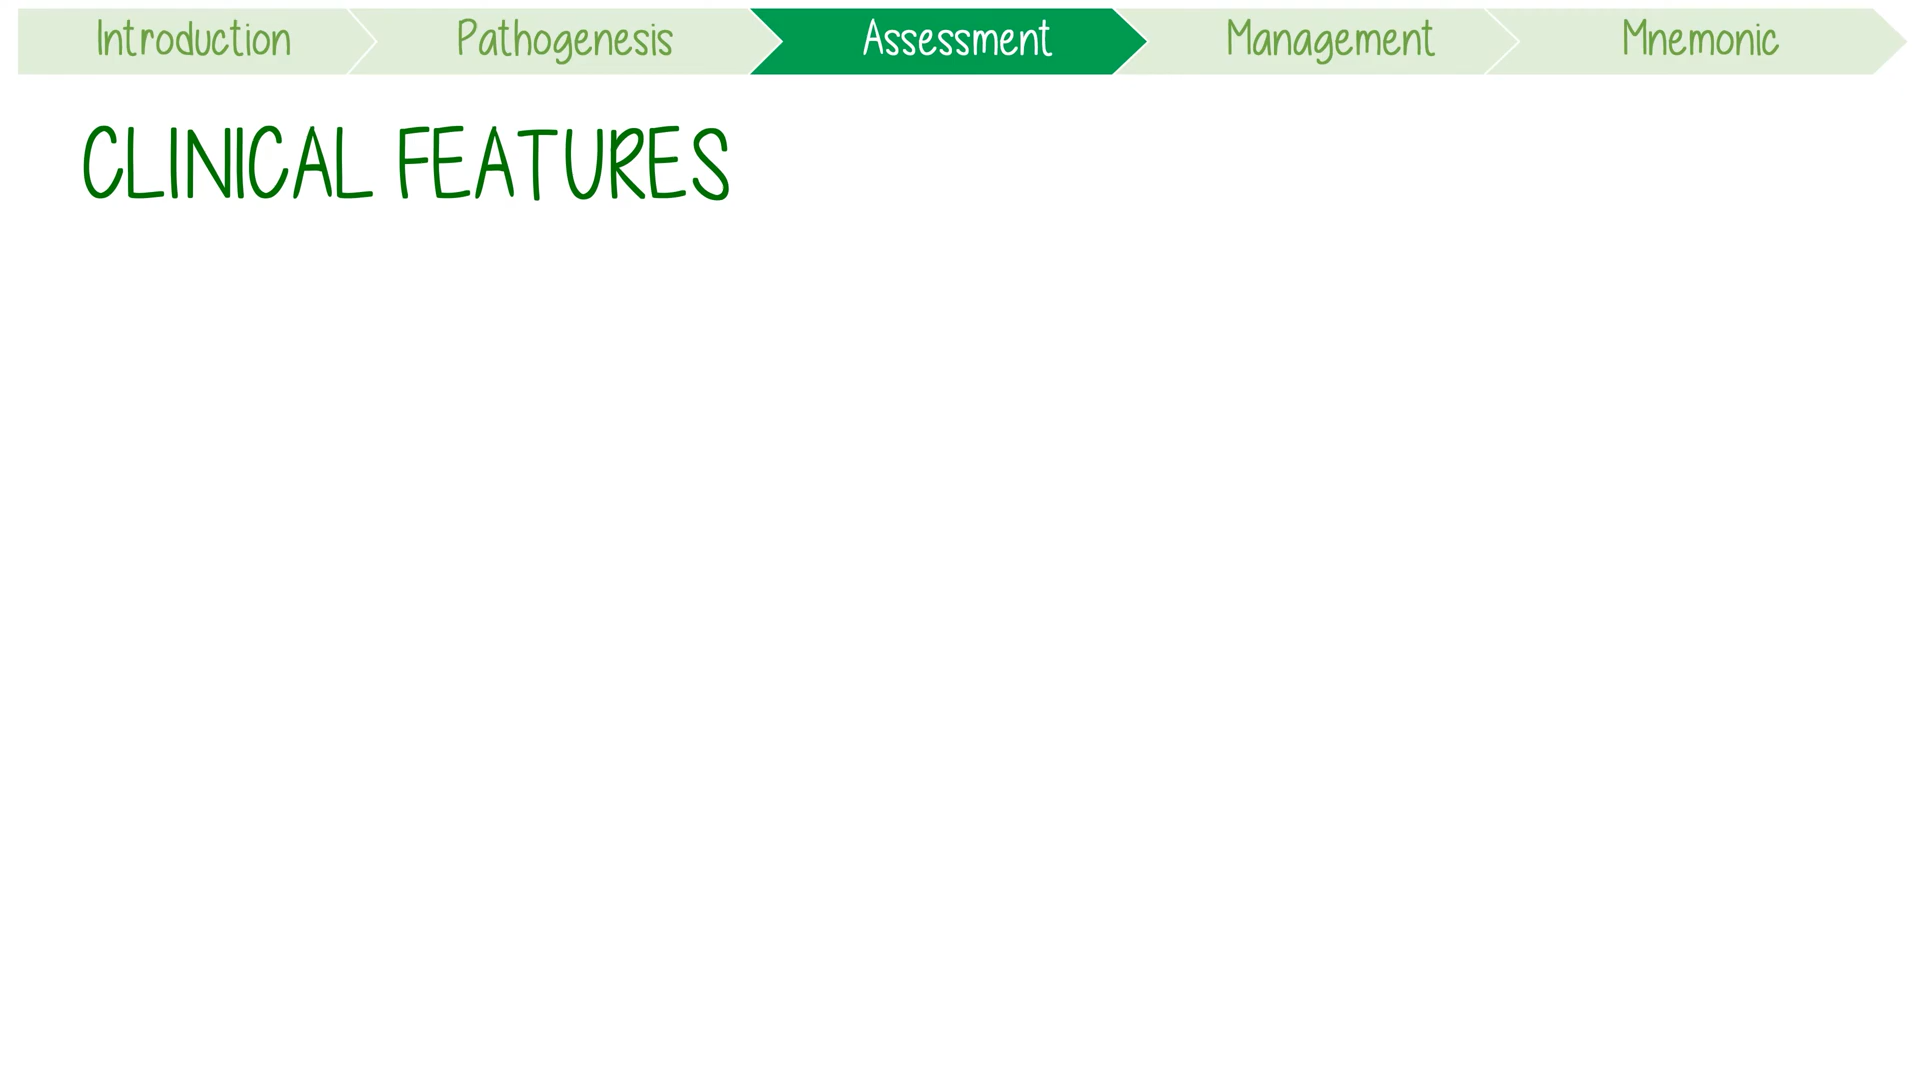 Introduction Pathogenesis Assessment Management Mnemonic
CLINICAL FEATURES